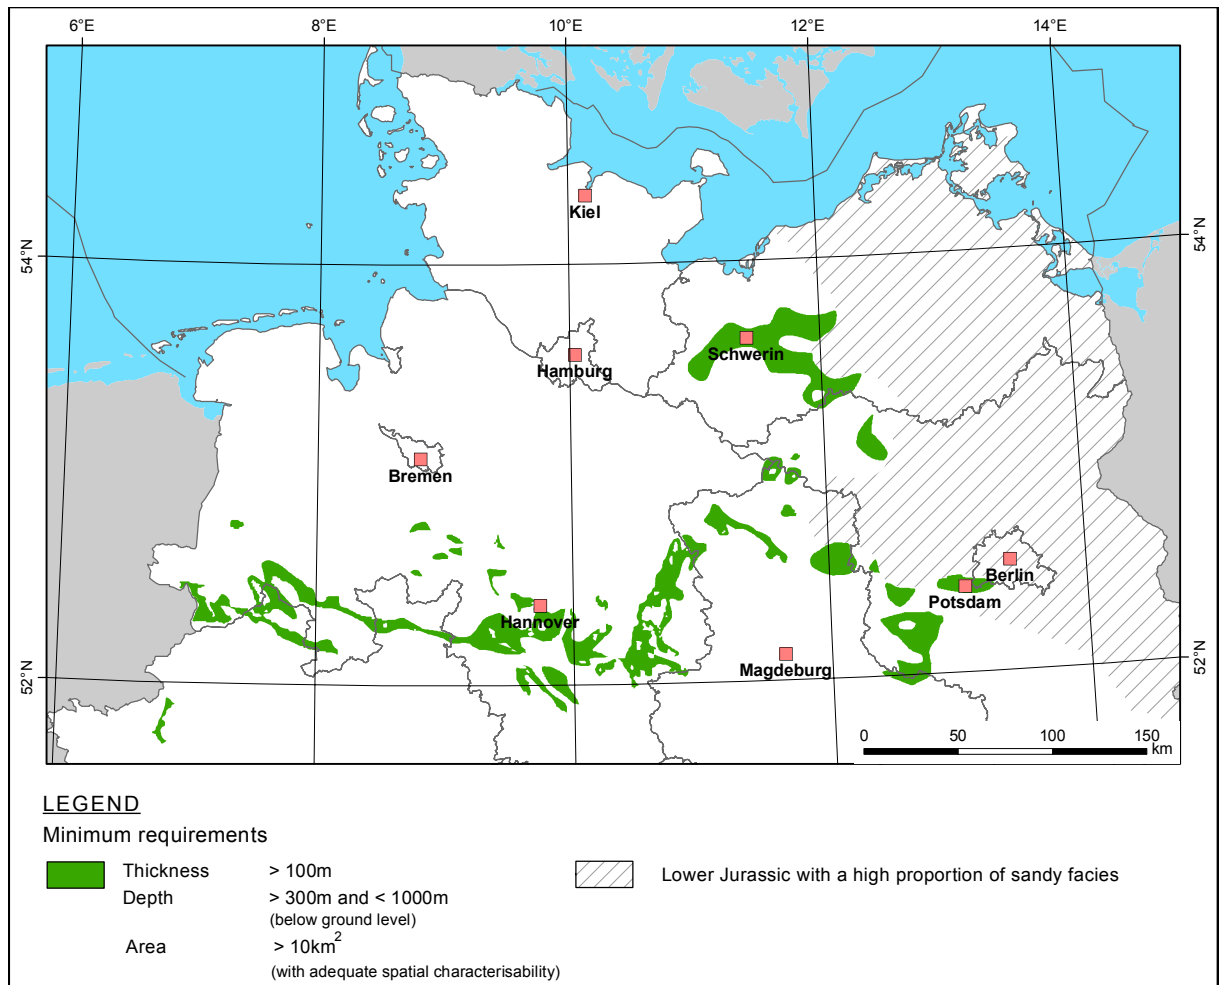 6°E 8°E 10°E 12°E 14°E
54°N
54°N
Kiel
Schwerin
Hamburg
Bremen
Berlin
Potsdam
Hannover
52°N
52°N
Magdeburg
0 50 100 150
km
LEGEND
Minimum requirements
Thickness > 100m
Lower Jurassic with a high proportion of sandy facies
Depth > 300m and < 1000m
(below ground level)
Area > 10km²
(with adequate spatial characterisability)